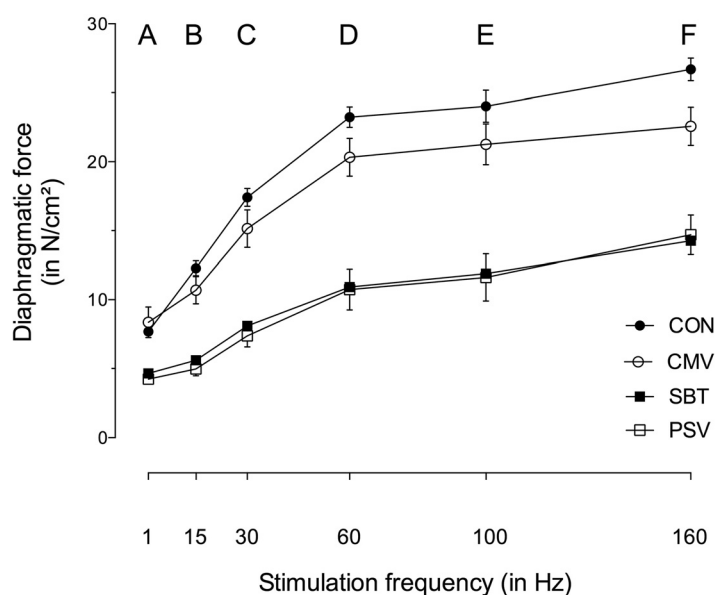 30
A B C D E F
20
10
0
Diaphragmatic force
(in N/cm²)
CON
CMV
SBT
PSV
1 15 30 60 100 160
Stimulation frequency (in Hz)